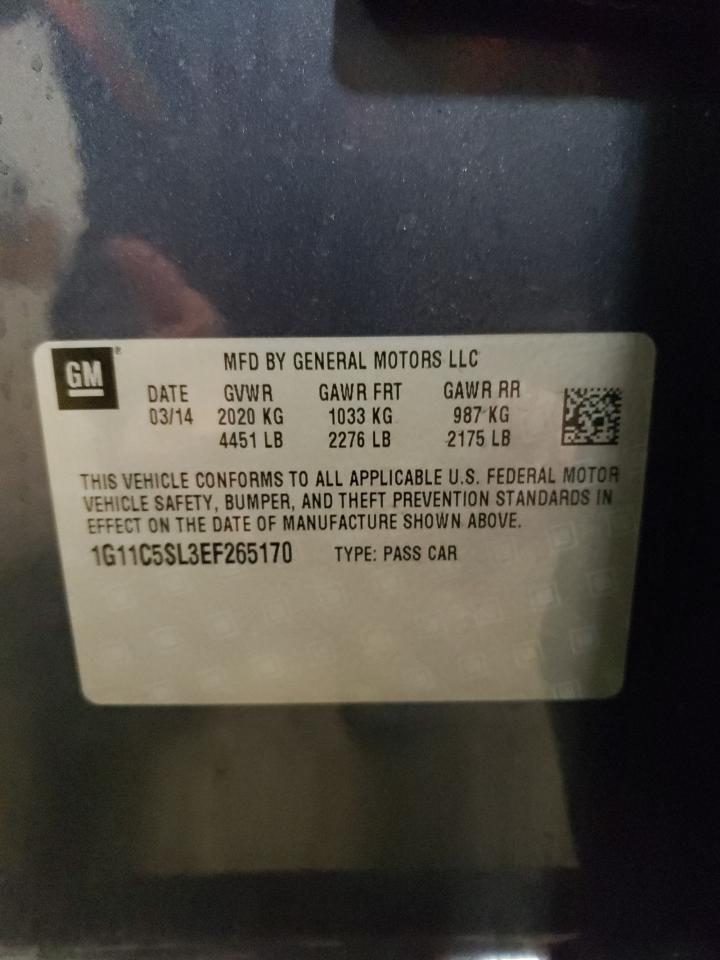 GM®
MFD BY GENERAL MOTORS LLC
DATE GVWR GAWR FRT GAWR RR
03/14 2020 KG 1033 KG 987 KG
4451 LB 2276 LB 2175 LB
THIS VEHICLE CONFORMS TO ALL APPLICABLE U.S. FEDERAL MOTOR
VEHICLE SAFETY, BUMPER, AND THEFT PREVENTION STANDARDS IN
EFFECT ON THE DATE OF MANUFACTURE SHOWN ABOVE.
1G11C5SL3EF265170 TYPE: PASS CAR